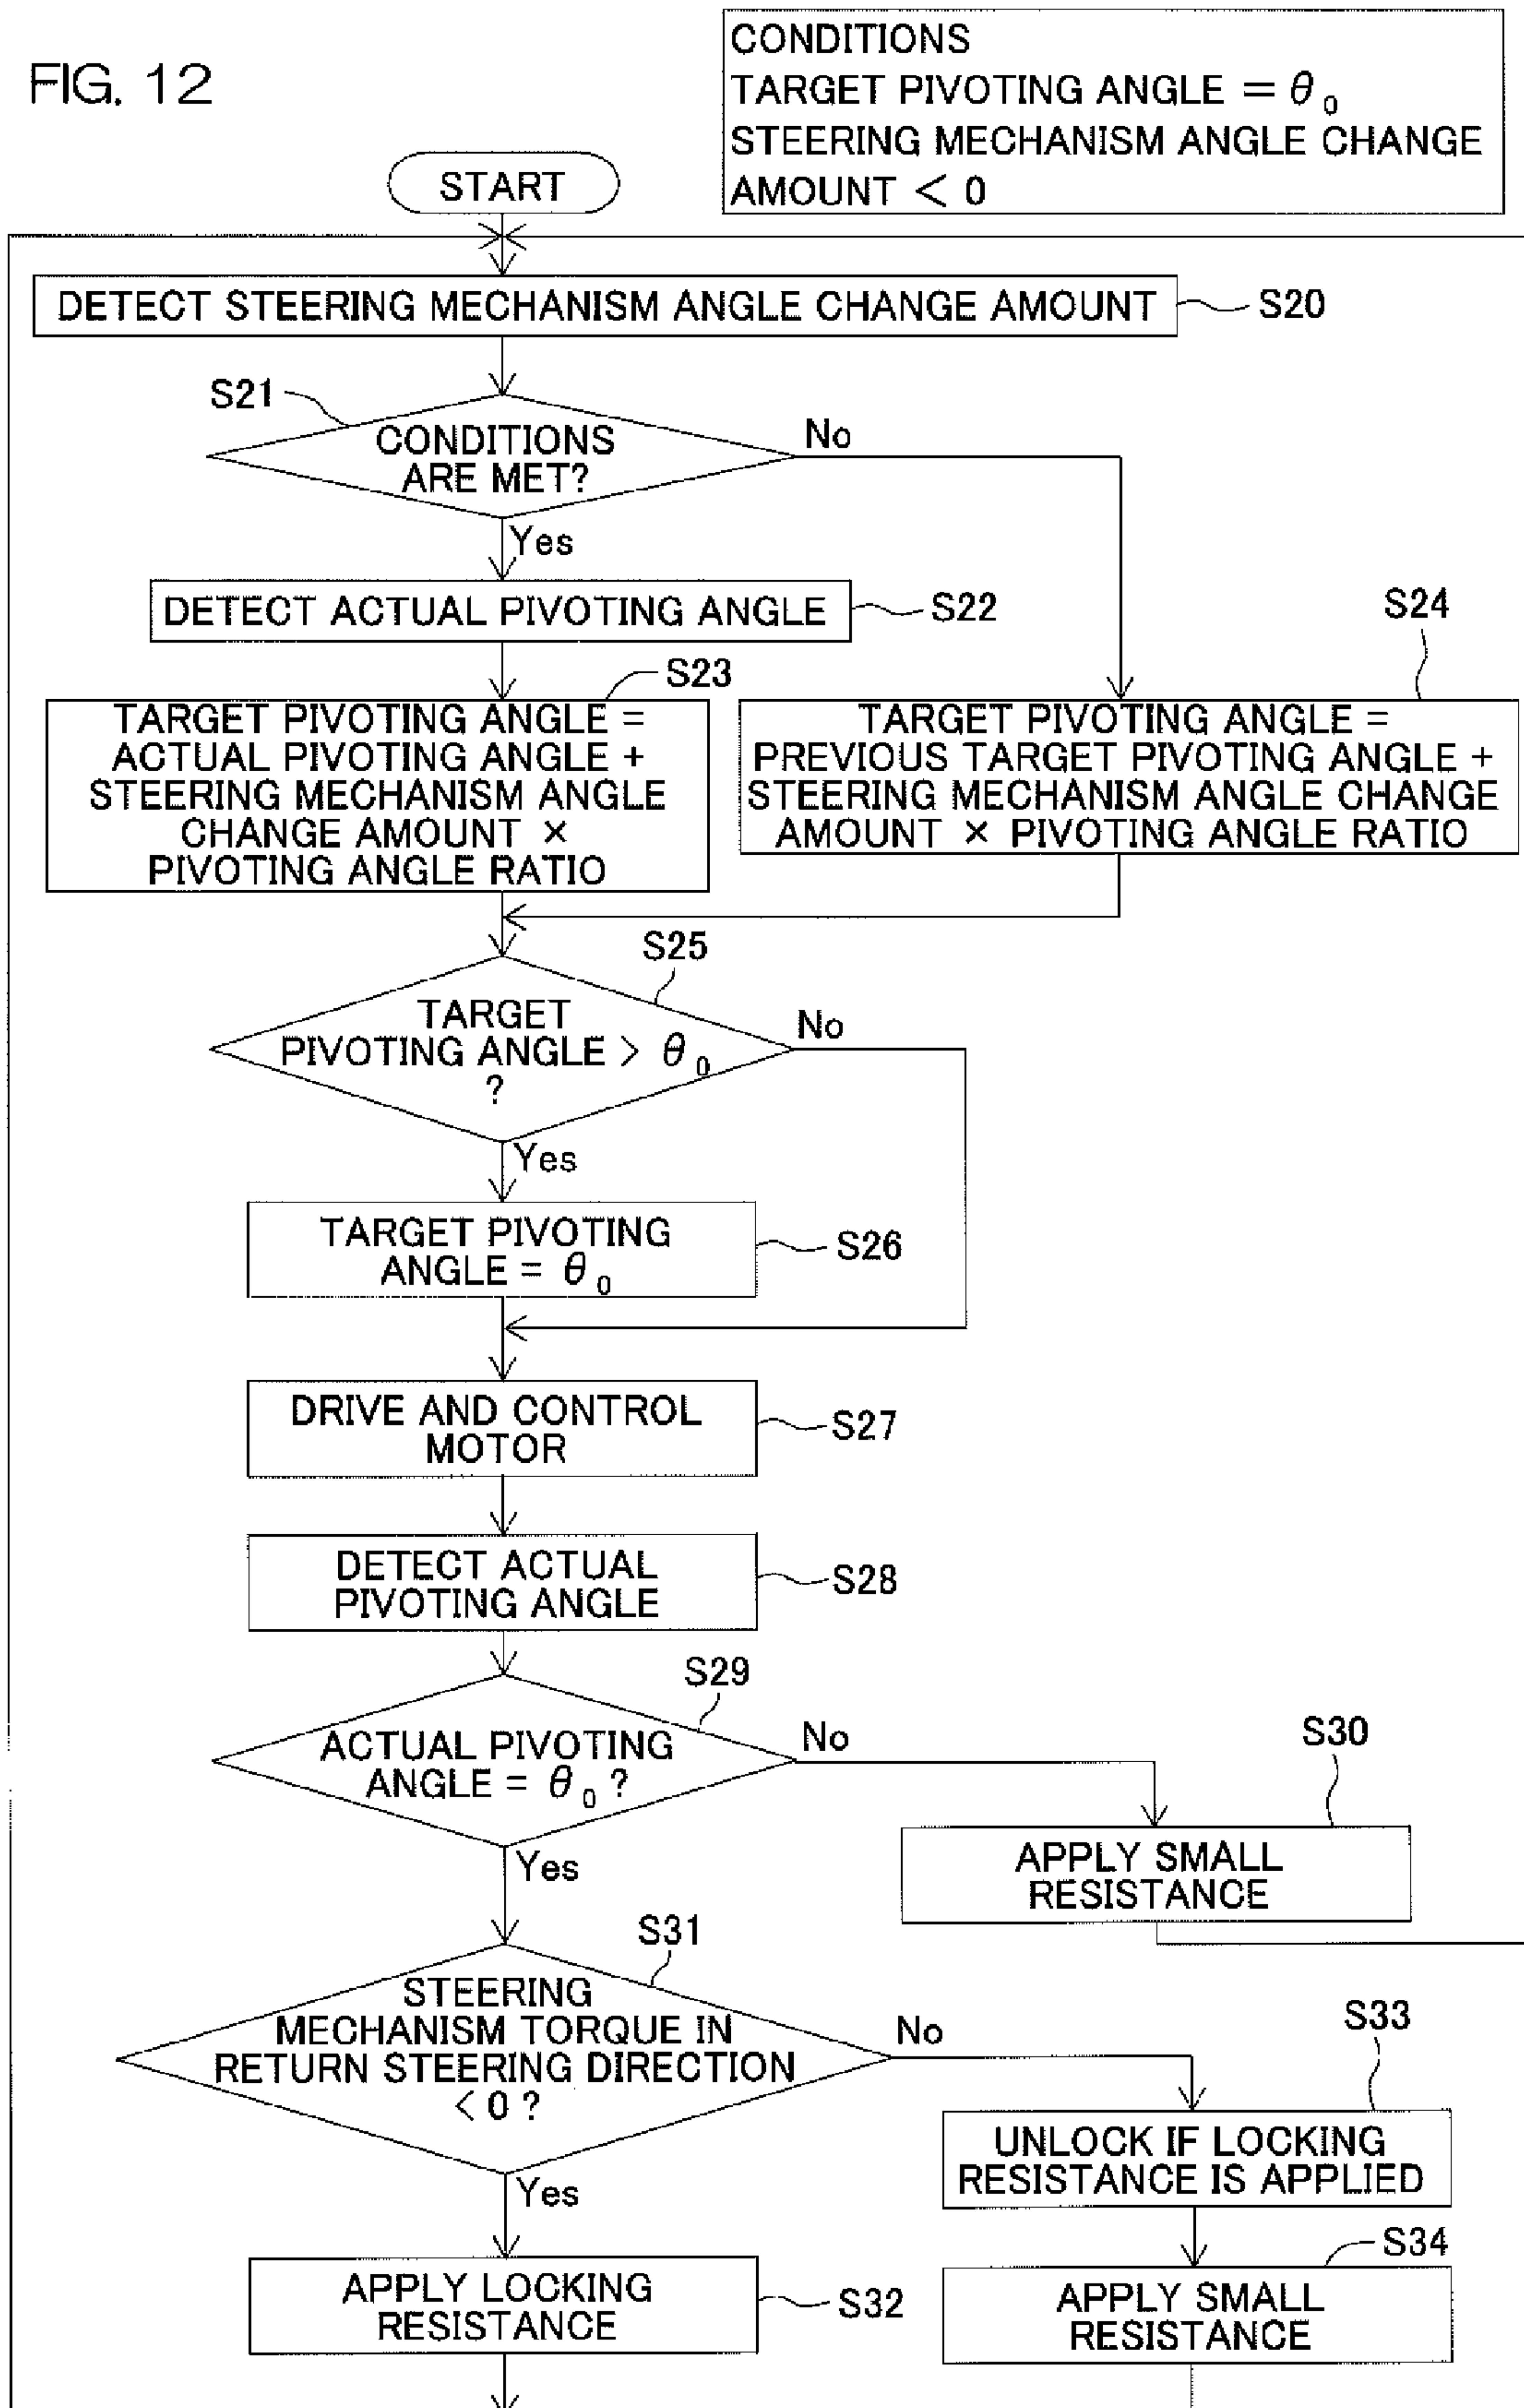 FIG. 12
CONDITIONS
TARGET PIVOTING ANGLE = θ₀
STEERING MECHANISM ANGLE CHANGE
AMOUNT < 0
START
DETECT STEERING MECHANISM ANGLE CHANGE AMOUNT
S20
S21
CONDITIONS
ARE MET?
No
Yes
DETECT ACTUAL PIVOTING ANGLE
S22
S23
TARGET PIVOTING ANGLE =
ACTUAL PIVOTING ANGLE +
STEERING MECHANISM ANGLE
CHANGE AMOUNT ×
PIVOTING ANGLE RATIO
S24
TARGET PIVOTING ANGLE =
PREVIOUS TARGET PIVOTING ANGLE +
STEERING MECHANISM ANGLE CHANGE
AMOUNT × PIVOTING ANGLE RATIO
S25
TARGET
PIVOTING ANGLE > θ₀
?
No
Yes
TARGET PIVOTING
ANGLE = θ₀
S26
DRIVE AND CONTROL
MOTOR
S27
DETECT ACTUAL
PIVOTING ANGLE
S28
S29
ACTUAL PIVOTING
ANGLE = θ₀ ?
No
Yes
S30
APPLY SMALL
RESISTANCE
S31
STEERING
MECHANISM TORQUE IN
RETURN STEERING DIRECTION
< 0 ?
No
Yes
S33
UNLOCK IF LOCKING
RESISTANCE IS APPLIED
APPLY LOCKING
RESISTANCE
S32
S34
APPLY SMALL
RESISTANCE